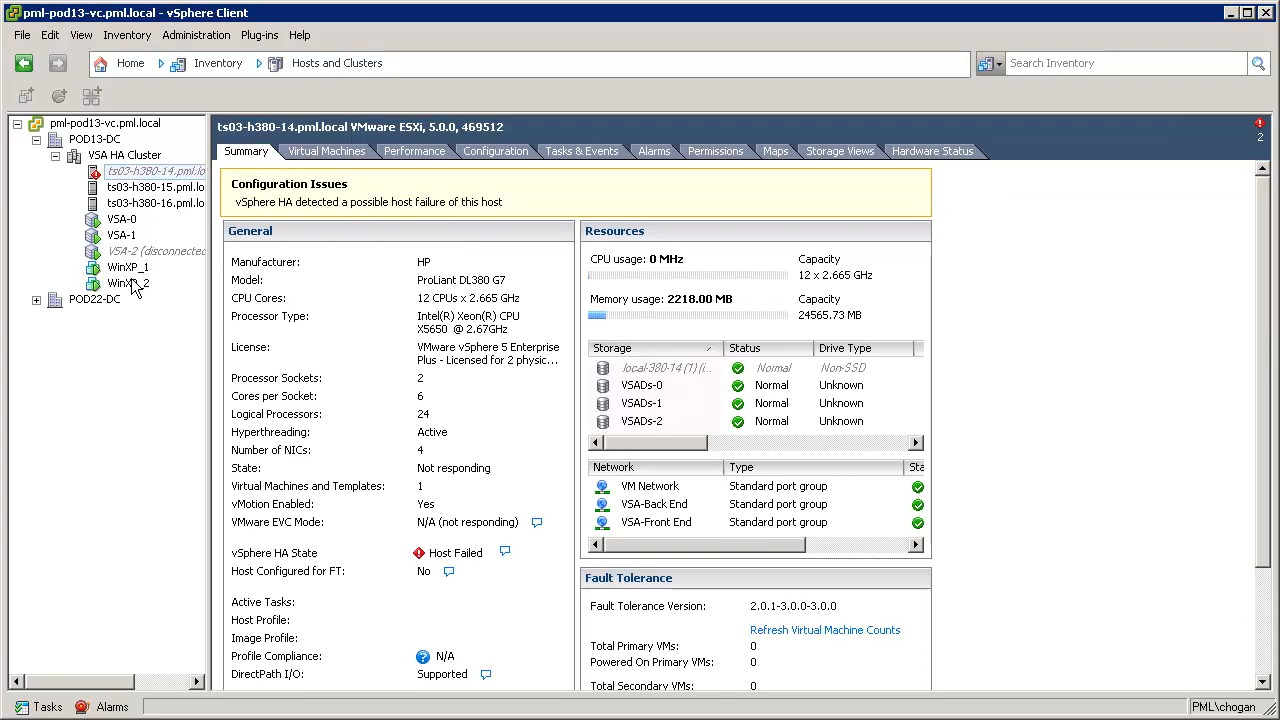 pml-pod13-vc.pml.local - vSphere Client
File Edit View Inventory Administration Plug-ins Help
Home Inventory Hosts and Clusters Search Inventory
pml-pod13-vc.pml.local
POD13-DC
VSA HA Cluster
ts03-h380-14.pml.lo
ts03-h380-15.pml.lo
ts03-h380-16.pml.lo
VSA-0
VSA-1
VSA-2 (disconnected
WinXP_1
WinXP_2
POD22-DC
ts03-h380-14.pml.local VMware ESXi, 5.0.0, 469512
2
Summary Virtual Machines Performance Configuration Tasks & Events Alarms Permissions Maps Storage Views Hardware Status
Configuration Issues
vSphere HA detected a possible host failure of this host
General
Manufacturer: HP
Model: ProLiant DL380 G7
CPU Cores: 12 CPUs x 2.665 GHz
Processor Type: Intel(R) Xeon(R) CPU
X5650 @ 2.67GHz
License: VMware vSphere 5 Enterprise
Plus - Licensed for 2 physic...
Processor Sockets: 2
Cores per Socket: 6
Logical Processors: 24
Hyperthreading: Active
Number of NICs: 4
State: Not responding
Virtual Machines and Templates: 1
vMotion Enabled: Yes
VMware EVC Mode: N/A (not responding)
vSphere HA State Host Failed
Host Configured for FT: No
Active Tasks:
Host Profile:
Image Profile:
Profile Compliance: N/A
DirectPath I/O: Supported
Resources
CPU usage: 0 MHz Capacity
12 x 2.665 GHz
Memory usage: 2218.00 MB Capacity
24565.73 MB
Storage Status Drive Type
local-380-14 (1) (i... Normal Non-SSD
VSADs-0 Normal Unknown
VSADs-1 Normal Unknown
VSADs-2 Normal Unknown
Network Type Sta
VM Network Standard port group
VSA-Back End Standard port group
VSA-Front End Standard port group
Fault Tolerance
Fault Tolerance Version: 2.0.1-3.0.0-3.0.0
Refresh Virtual Machine Counts
Total Primary VMs: 0
Powered On Primary VMs: 0
Total Secondary VMs: 0
Tasks Alarms PML\chogan